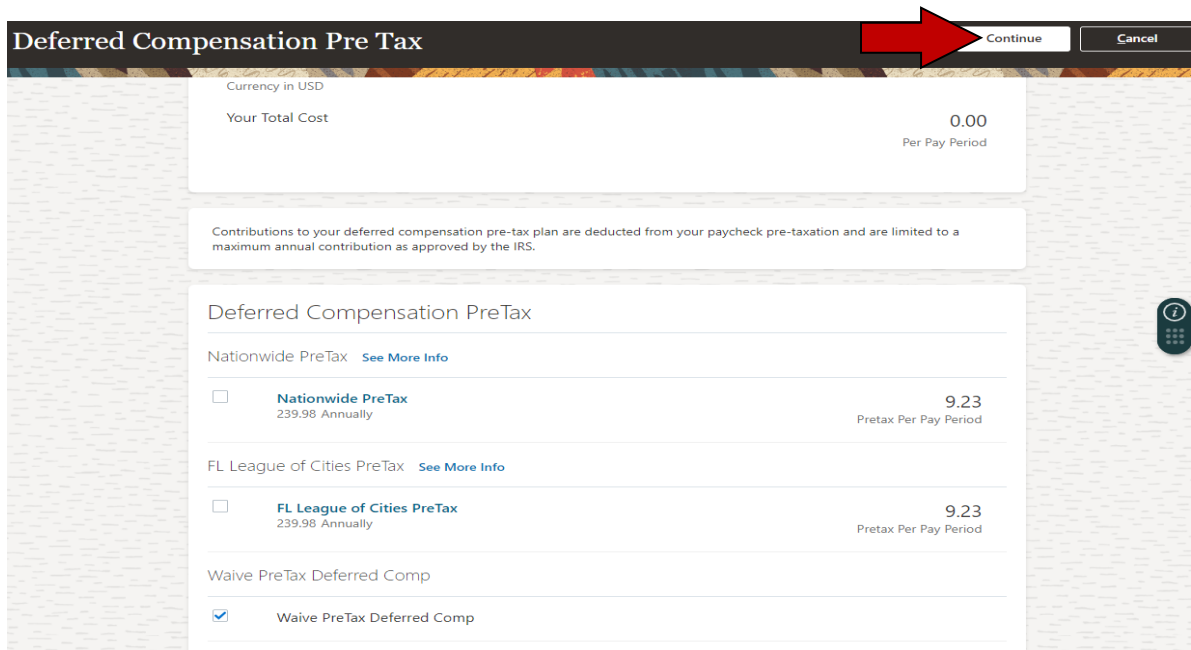 Deferred Compensation Pre Tax
Continue
Cancel
Currency in USD
Your Total Cost
0.00
Per Pay Period
Contributions to your deferred compensation pre-tax plan are deducted from your paycheck pre-taxation and are limited to a
maximum annual contribution as approved by the IRS.
Deferred Compensation PreTax
Nationwide PreTax See More Info
Nationwide PreTax
239.98 Annually
9.23
Pretax Per Pay Period
FL League of Cities PreTax See More Info
FL League of Cities PreTax
239.98 Annually
9.23
Pretax Per Pay Period
Waive PreTax Deferred Comp
Waive PreTax Deferred Comp